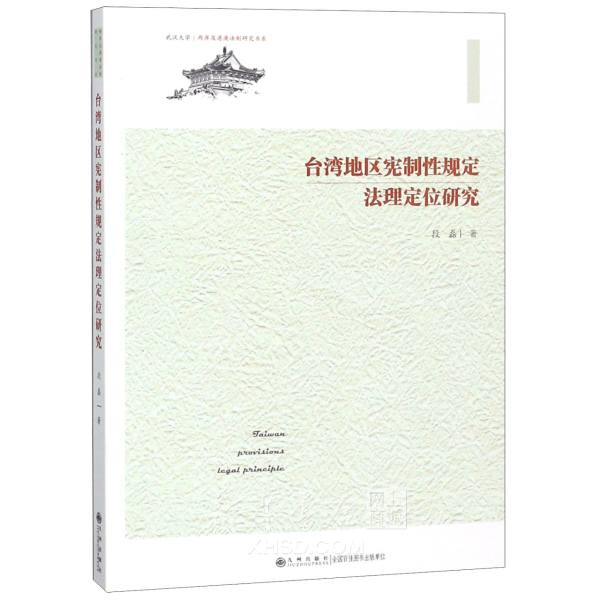 武汉大学 | 两岸及港澳法制研究书系
台湾地区宪制性规定
法理定位研究
段 磊 | 著
台湾地区宪制性规定法理定位研究
段 磊 | 著
Taiwan
provisions
legal principle
网上商城
XHSD.COM
九州出版社
JIUZHOUPRESS
全国百佳图书出版单位
九州出版社